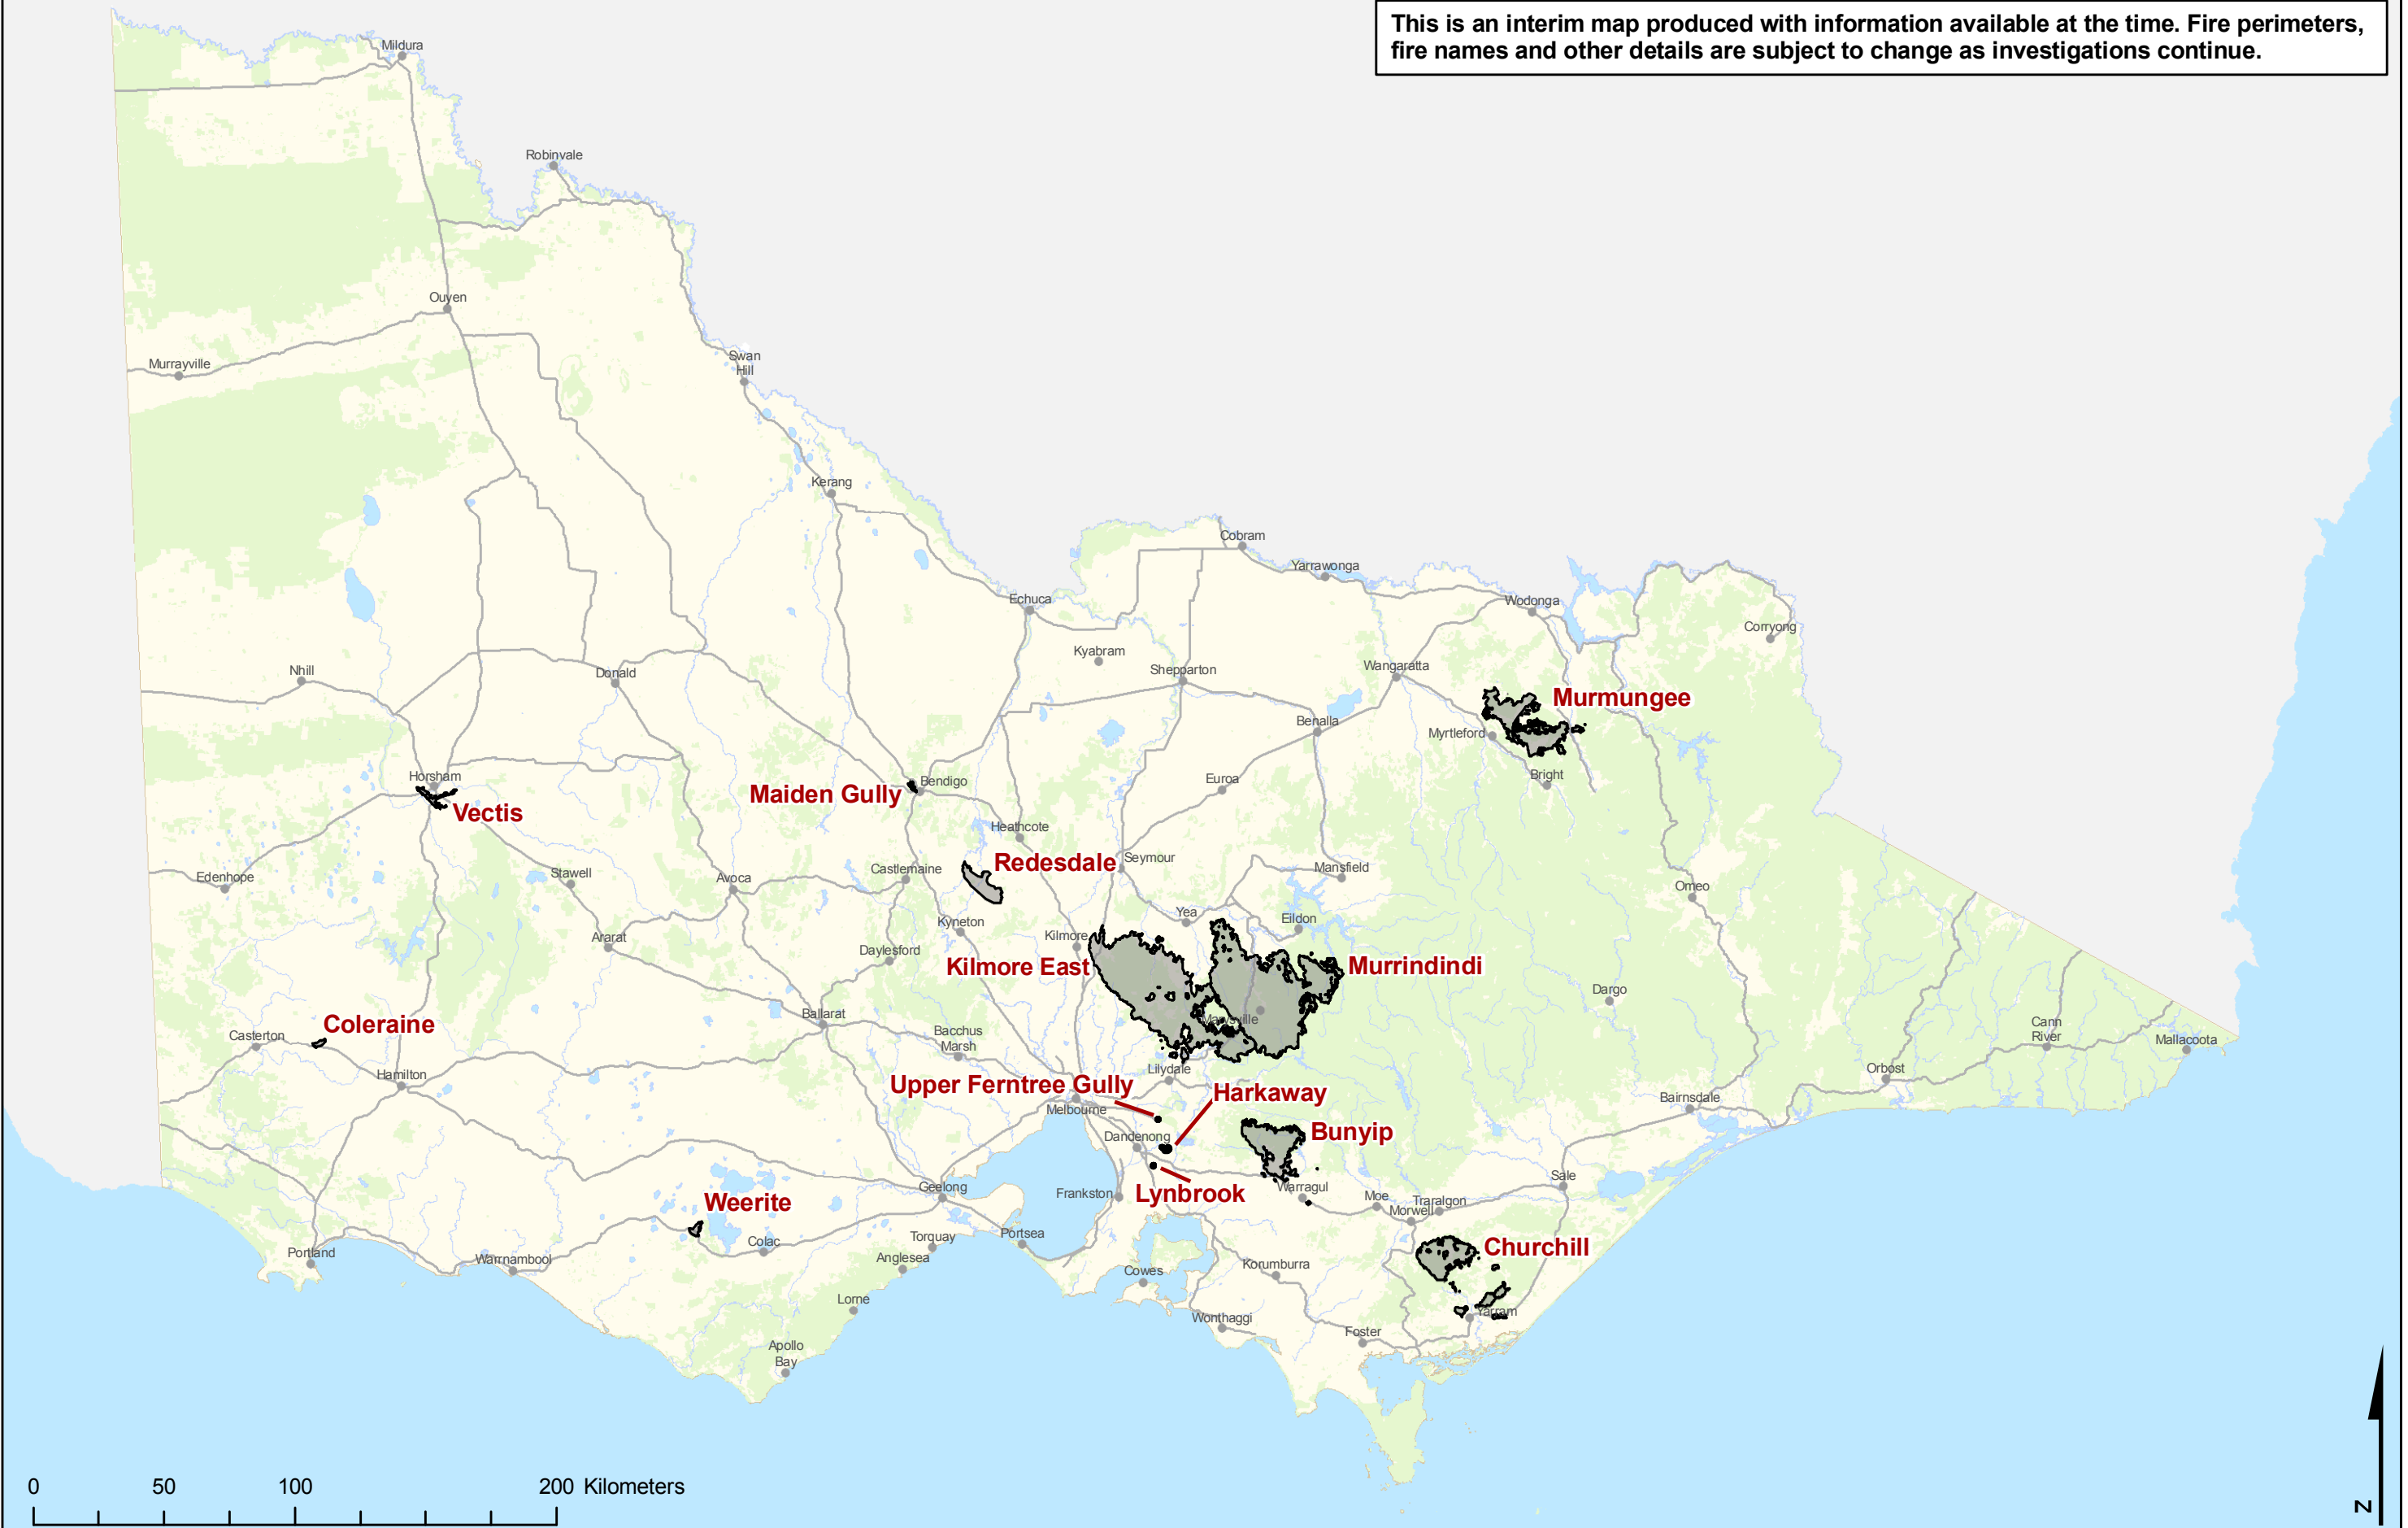 This is an interim map produced with information available at the time. Fire perimeters,
fire names and other details are subject to change as investigations continue.
Mildura
Robinvale
Ouyen
Murrayville
Swan
Hill
Kerang
Cobram
Yarrawonga
Echuca
Wodonga
Corryong
Kyabram
Nhill
Donald
Shepparton
Wangaratta
Murmungee
Benalla
Myrtleford
Horsham
Bendigo
Euroa
Bright
Maiden Gully
Vectis
Heathcote
Redesdale
Seymour
Castlemaine
Mansfield
Edenhope
Stawell
Avoca
Omeo
Yea
Eildon
Kyneton
Kilmore
Ararat
Daylesford
Kilmore East
Murrindindi
Dargo
Ballarat
Marysville
Coleraine
Casterton
Bacchus
Marsh
Cann
River
Mallacoota
Hamilton
Lilydale
Orbost
Upper Ferntree Gully
Harkaway
Bairnsdale
Melbourne
Dandenong
Bunyip
Sale
Geelong
Frankston
Lynbrook
Warragul
Moe
Traralgon
Morwell
Weerite
Colac
Torquay
Portsea
Portland
Warrnambool
Anglesea
Churchill
Cowes
Korumburra
Lorne
Yarram
Wonthaggi
Foster
Apollo
Bay
0 50 100 200 Kilometers
N